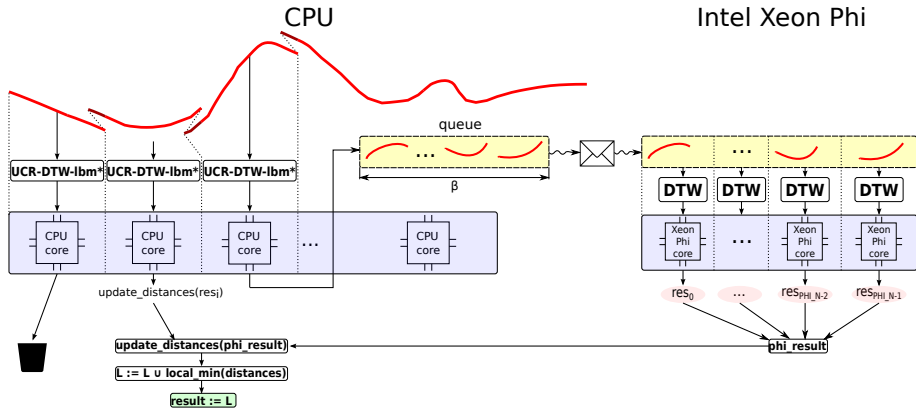 CPU
Intel Xeon Phi
queue
...
...
β
UCR-DTW-lbm*
UCR-DTW-lbm*
UCR-DTW-lbm*
DTW
DTW
DTW
DTW
CPU
core
CPU
core
CPU
core
...
CPU
core
Xeon
Phi
core
...
Xeon
Phi
core
Xeon
Phi
core
update_distances(resi)
res0
...
resPHI_N-2
resPHI_N-1
update_distances(phi_result)
phi_result
L := L ∪ local_min(distances)
result := L